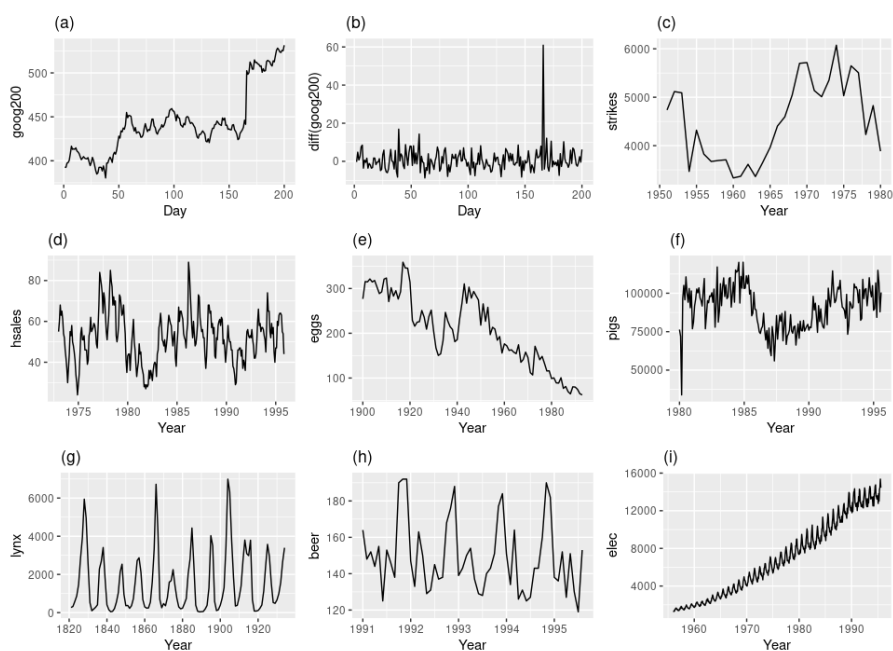 (a)
goog200
500
450
400
0
50
100
150
200
Day
(b)
diff(goog200)
60
40
20
0
0
50
100
150
200
Day
(c)
strikes
6000
5000
4000
1950
1955
1960
1965
1970
1975
1980
Year
(d)
hsales
80
60
40
1975
1980
1985
1990
1995
Year
(e)
eggs
300
200
100
1900
1920
1940
1960
1980
Year
(f)
pigs
100000
75000
50000
1980
1985
1990
1995
Year
(g)
lynx
6000
4000
2000
0
1820
1840
1860
1880
1900
1920
Year
(h)
beer
180
160
140
120
1991
1992
1993
1994
1995
Year
(i)
elec
16000
12000
8000
4000
1960
1970
1980
1990
Year